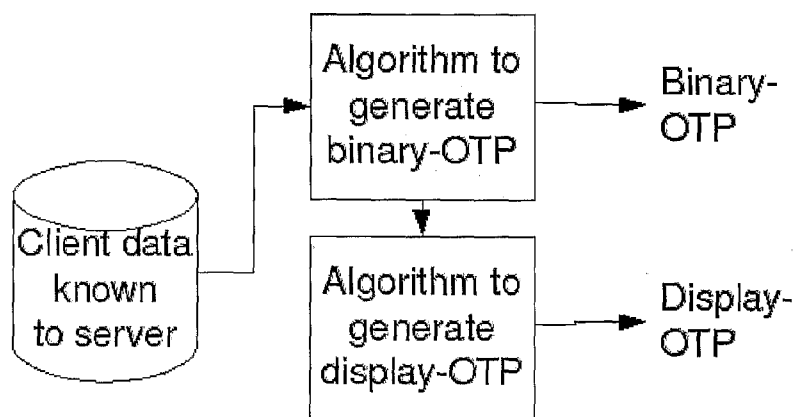 Algorithm to
generate
binary-OTP
Binary-
OTP
Client data
known
to server
Algorithm to
generate
display-OTP
Display-
OTP